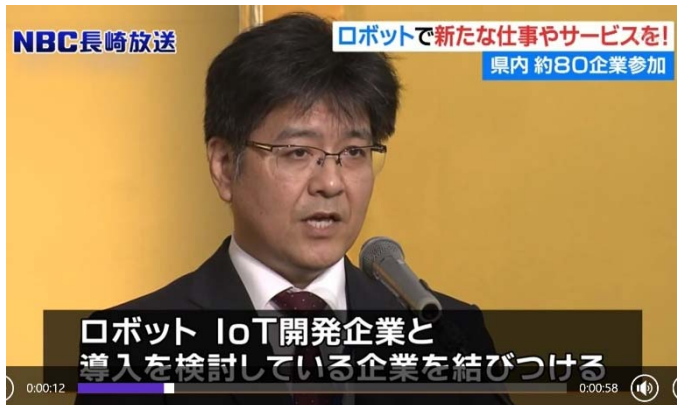 NBC長崎放送
ロボットで新たな仕事やサービスを!
県内 約80企業参加
ロボット IoT開発企業と
導入を検討している企業を結びつける
0:00:12
0:00:58